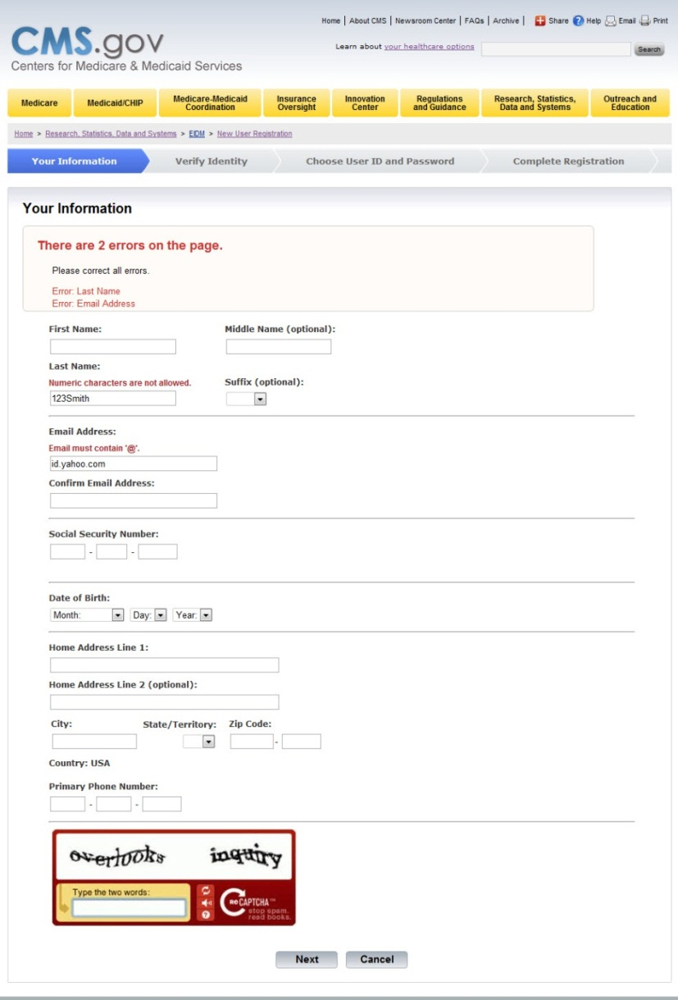 Home | About CMS | Newsroom Center | FAQs | Archive | Share Help Email Print
CMS.gov
Learn about your healthcare options Search
Centers for Medicare & Medicaid Services
Medicare Medicaid/CHIP Medicare-Medicaid Coordination Insurance Oversight Innovation Center Regulations and Guidance Research, Statistics, Data and Systems Outreach and Education
Home > Research, Statistics, Data and Systems > EIDM > New User Registration
Your Information Verify Identity Choose User ID and Password Complete Registration
Your Information
There are 2 errors on the page.
Please correct all errors.
Error: Last Name
Error: Email Address
First Name: Middle Name (optional):
Last Name:
Numeric characters are not allowed. Suffix (optional):
123Smith
Email Address:
Email must contain '@'.
id.yahoo.com
Confirm Email Address:
Social Security Number:
- -
Date of Birth:
Month: Day: Year:
Home Address Line 1:
Home Address Line 2 (optional):
City: State/Territory: Zip Code:
-
Country: USA
Primary Phone Number:
- -
overlooks inquiry
Type the two words:
reCAPTCHA™
stop spam.
read books.
Next Cancel